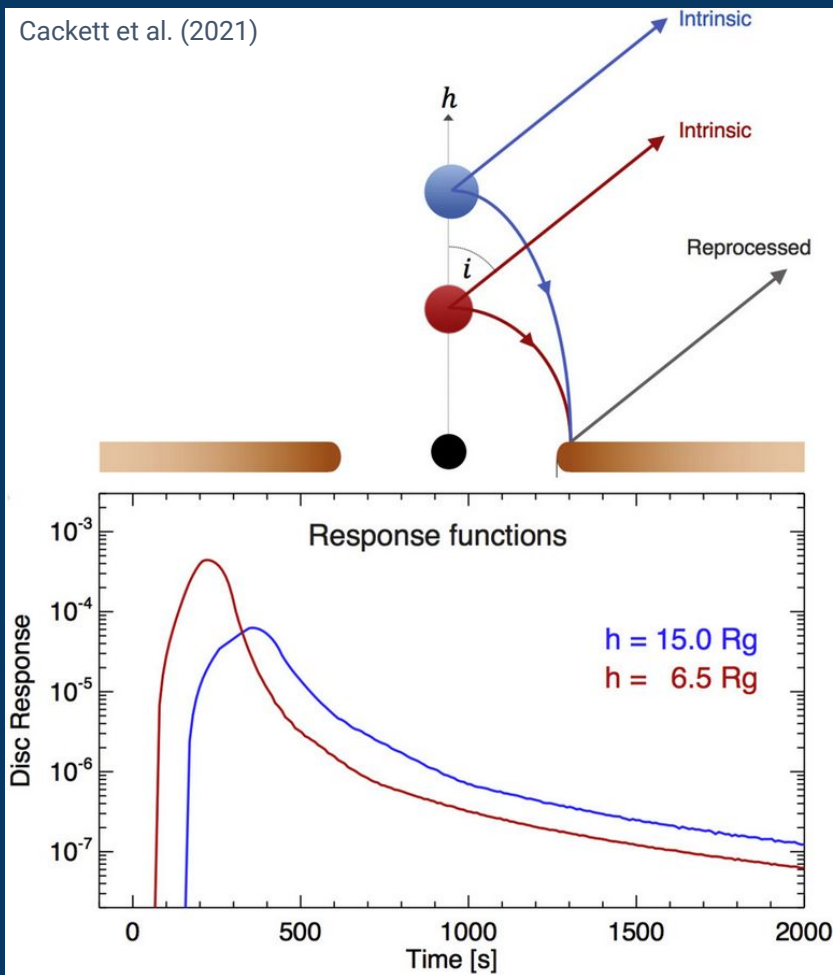 Cackett et al. (2021)
Intrinsic
h
Intrinsic
i
Reprocessed
Response functions
h = 15.0 Rg
h = 6.5 Rg
Disc Response
10⁻³
10⁻⁴
10⁻⁵
10⁻⁶
10⁻⁷
0 500 1000 1500 2000
Time [s]